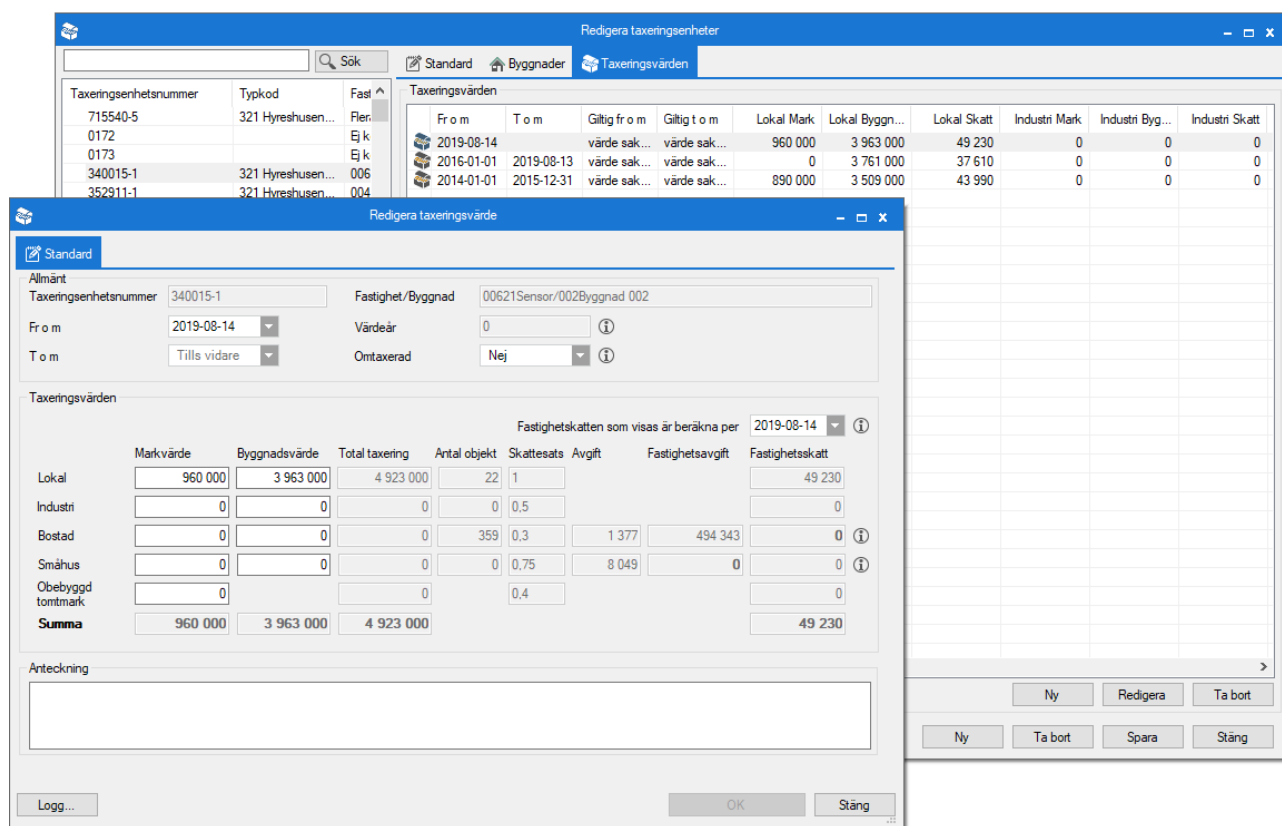 Redigera taxeringsenheter
Sök
Standard Byggnader Taxeringsvärden
Taxeringsenhetsnummer Typkod Fast
715540-5 321 Hyreshusen... Fler
0172 Ej k
0173 Ej k
340015-1 321 Hyreshusen... 006
352911-1 321 Hyreshusen... 004
Taxeringsvärden
Fr o m T o m Giltig fr o m Giltig t o m Lokal Mark Lokal Byggn... Lokal Skatt Industri Mark Industri Byg... Industri Skatt
2019-08-14 värde sak... värde sak... 960 000 3 963 000 49 230 0 0 0
2016-01-01 2019-08-13 värde sak... värde sak... 0 3 761 000 37 610 0 0 0
2014-01-01 2015-12-31 värde sak... värde sak... 890 000 3 509 000 43 990 0 0 0
Ny Redigera Ta bort
Ny Ta bort Spara Stäng
Redigera taxeringsvärde
Standard
Allmänt
Taxeringsenhetsnummer 340015-1 Fastighet/Byggnad 00621Sensor/002Byggnad 002
Fr o m 2019-08-14 Värdeår 0
T o m Tills vidare Omtaxerad Nej
Taxeringsvärden
Fastighetskatten som visas är beräkna per 2019-08-14
Markvärde Byggnadsvärde Total taxering Antal objekt Skattesats Avgift Fastighetsavgift Fastighetsskatt
Lokal 960 000 3 963 000 4 923 000 22 1 49 230
Industri 0 0 0 0 0,5 0
Bostad 0 0 0 359 0,3 1 377 494 343 0
Småhus 0 0 0 0 0,75 8 049 0 0
Obebyggd
tomtmark 0 0 0,4 0
Summa 960 000 3 963 000 4 923 000 49 230
Anteckning
Logg... OK Stäng